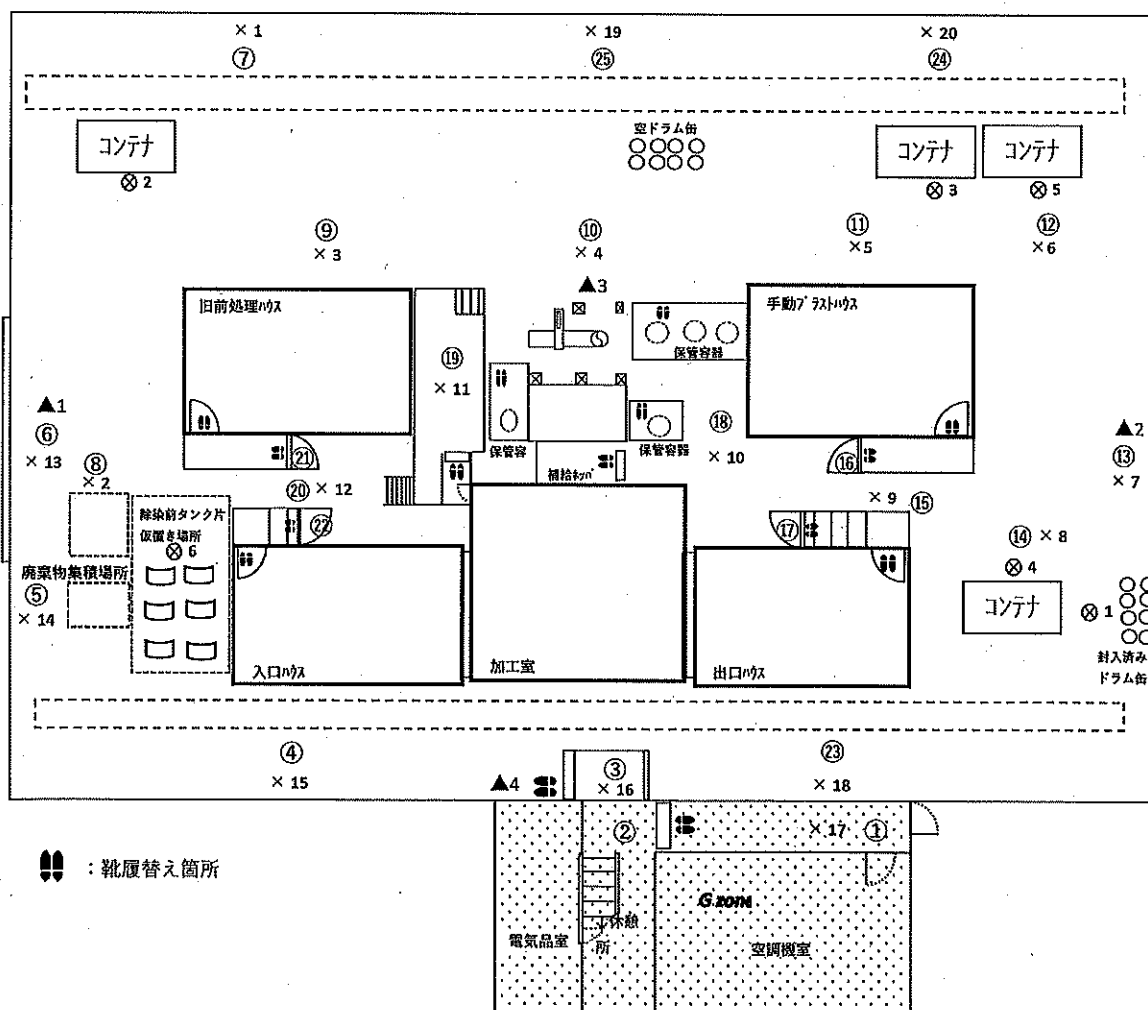 × 1
× 19
× 20
⑦
㉕
㉔
コンテナ
空ドラム缶
コンテナ
コンテナ
⊗ 2
⊗ 3
⊗ 5
⑨
⑩
⑪
⑫
× 3
× 4
×5
× 6
▲3
旧前処理ハウス
手動ブラストハウス
保管容器
⑲
× 11
▲1
⑥
× 13
⑧
× 2
保管容
保管容器
⑱
× 10
補給ホッパ
▲2
⑬
× 7
㉑
⑳
× 12
㉒
⑯
× 9
⑮
⑰
除染前タンク片
仮置き場所
⊗ 6
⑭ × 8
⊗ 4
廃棄物集積場所
⑤
× 14
コンテナ
⊗ 1
封入済み
ドラム缶
入口ハウス
加工室
出口ハウス
④
× 15
▲4
③
× 16
㉓
× 18
②
× 17
①
:靴履替え箇所
G zone
休憩
所
電気品室
空調機室